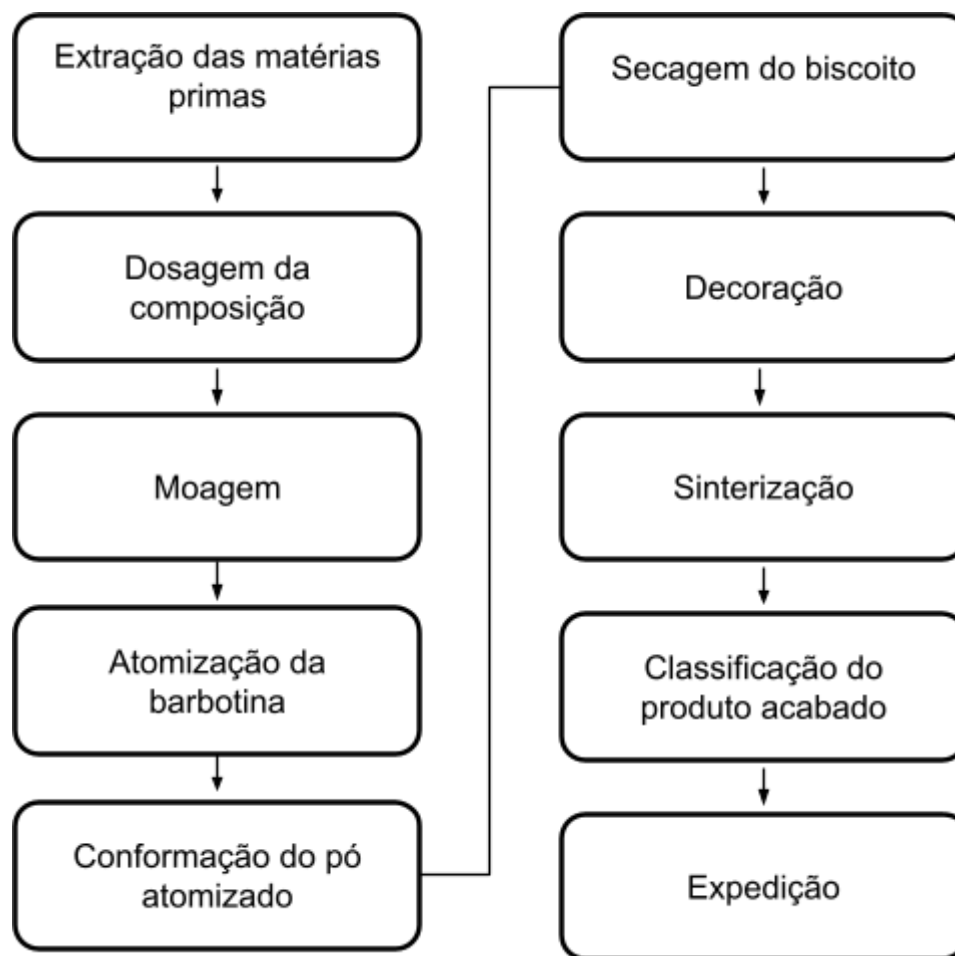 Extração das matérias
primas
Dosagem da
composição
Moagem
Atomização da
barbotina
Conformação do pó
atomizado
Secagem do biscoito
Decoração
Sinterização
Classificação do
produto acabado
Expedição